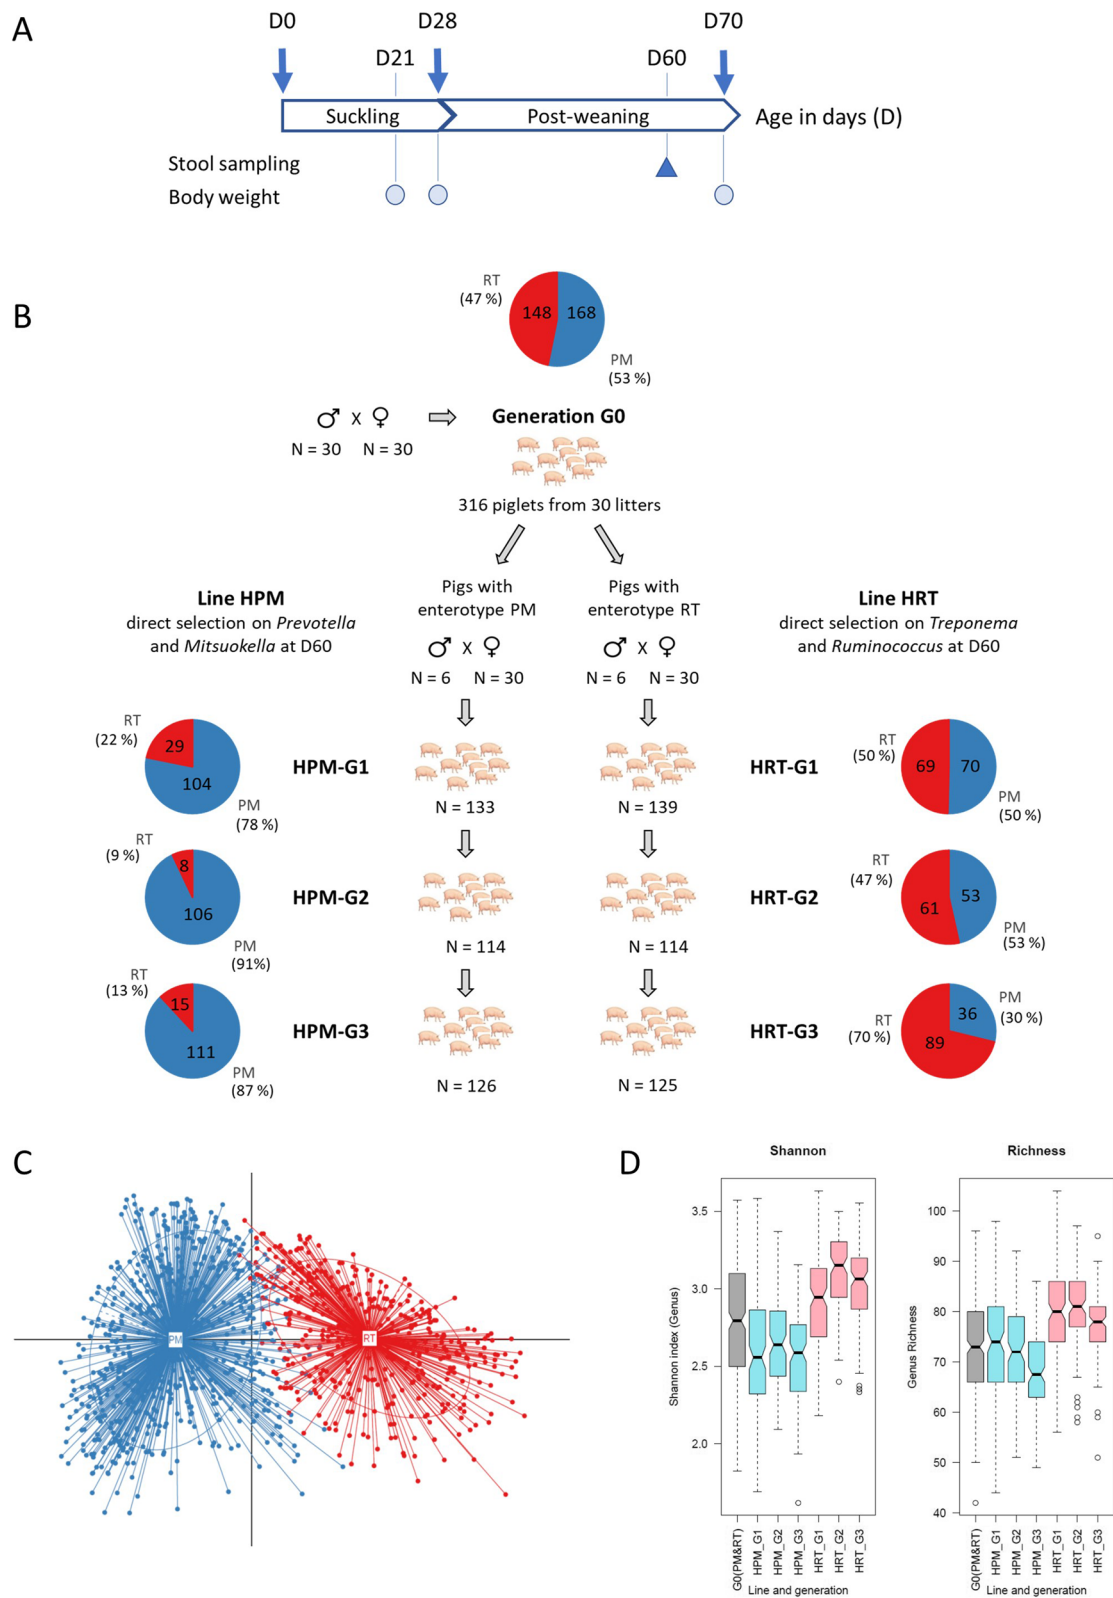 A
D0
D28
D70
D21
D60
Suckling
Post-weaning
Age in days (D)
Stool sampling
Body weight
B
RT
(47 %)
148
168
PM
(53 %)
♂ X ♀
N = 30 N = 30
Generation G0
316 piglets from 30 litters
Line HPM
direct selection on Prevotella
and Mitsuokella at D60
Pigs with
enterotype PM
♂ X ♀
N = 6 N = 30
Pigs with
enterotype RT
♂ X ♀
N = 6 N = 30
Line HRT
direct selection on Treponema
and Ruminococcus at D60
RT
(22 %)
29
104
PM
(78 %)
HPM-G1
N = 133
N = 139
HRT-G1
RT
(50 %)
69
70
PM
(50 %)
RT
(9 %)
8
106
PM
(91%)
HPM-G2
N = 114
N = 114
HRT-G2
RT
(47 %)
61
53
PM
(53 %)
RT
(13 %)
15
111
PM
(87 %)
HPM-G3
N = 126
N = 125
HRT-G3
RT
(70 %)
89
36
PM
(30 %)
C
PM
RT
D
Shannon
Shannon index (Genus)
3.5
3.0
2.5
2.0
G0(PM&RT)
HPM_G1
HPM_G2
HPM_G3
HRT_G1
HRT_G2
HRT_G3
Line and generation
Richness
Genus Richness
100
90
80
70
60
50
40
G0(PM&RT)
HPM_G1
HPM_G2
HPM_G3
HRT_G1
HRT_G2
HRT_G3
Line and generation